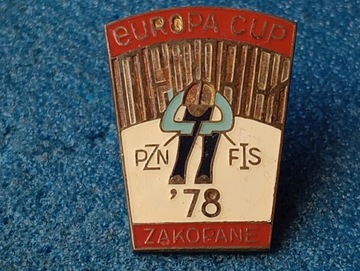 EUROPA CUP
PZN FIS
'78
ZAKOPANE